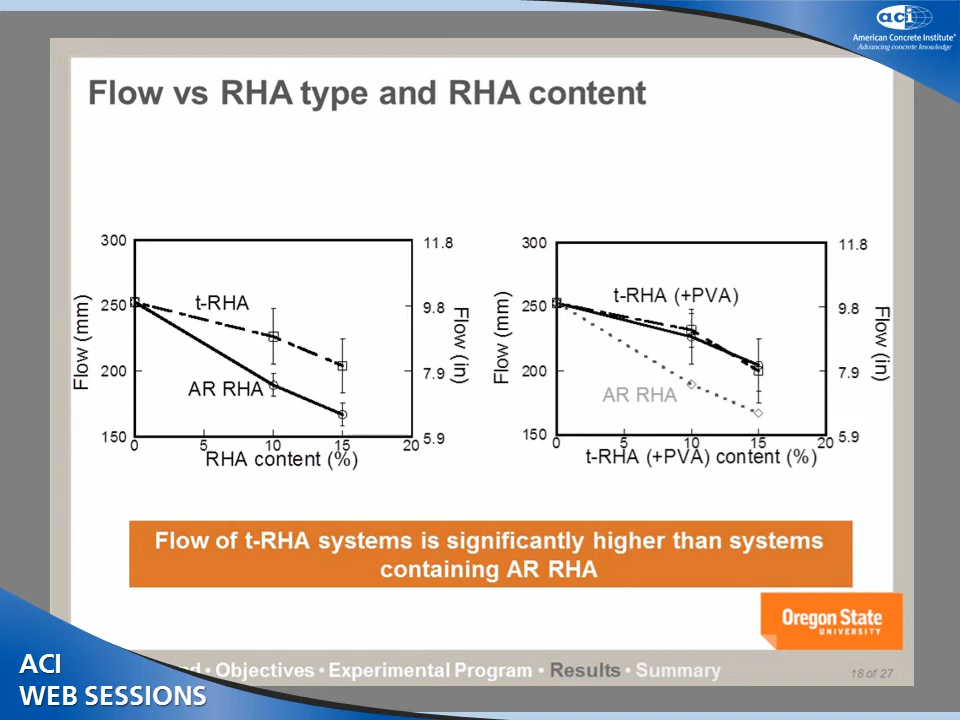 aci
American Concrete Institute®
Advancing concrete knowledge
Flow vs RHA type and RHA content
300
250
200
150
Flow (mm)
t-RHA
AR RHA
11.8
9.8
7.9
5.9
Flow (in)
0 5 10 15 20
RHA content (%)
300
250
200
150
Flow (mm)
t-RHA (+PVA)
AR RHA
11.8
9.8
7.9
5.9
Flow (in)
0 5 10 15 20
t-RHA (+PVA) content (%)
Flow of t-RHA systems is significantly higher than systems
containing AR RHA
Oregon State
UNIVERSITY
• Objectives • Experimental Program • Results • Summary
18 of 27
ACI
WEB SESSIONS